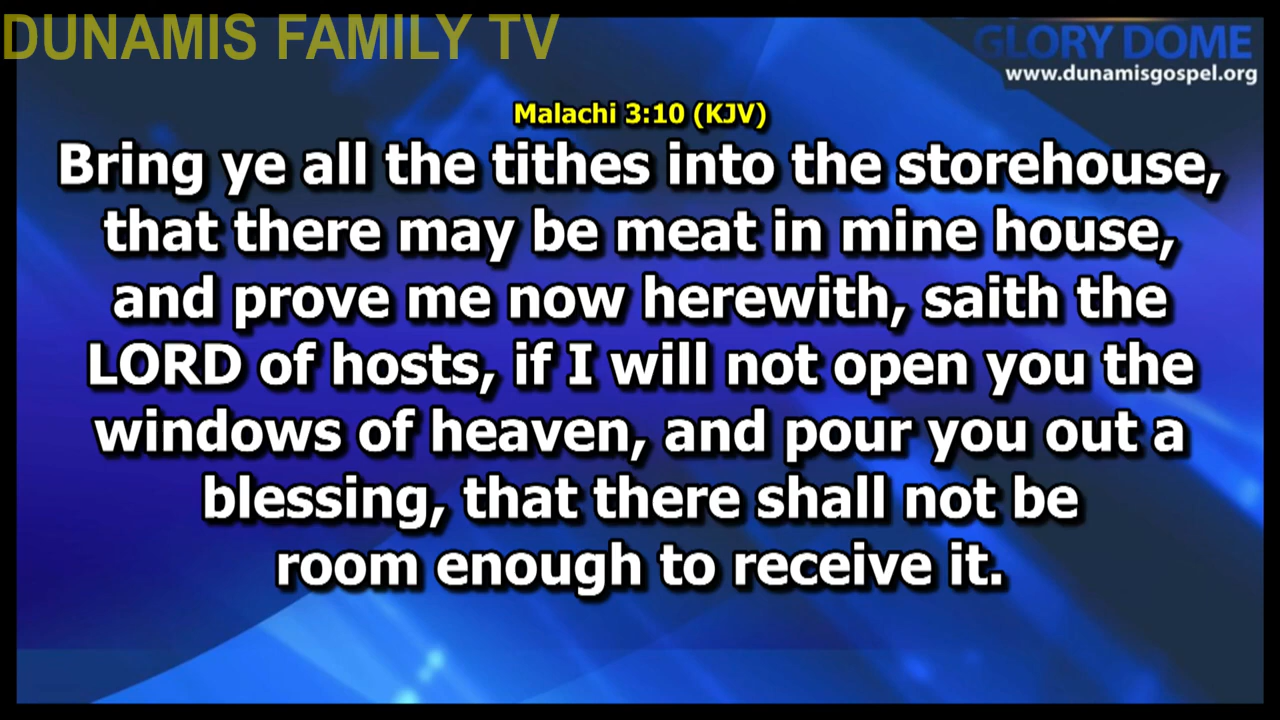 DUNAMIS FAMILY TV
GLORY DOME
www.dunamisgospel.org
Malachi 3:10 (KJV)
Bring ye all the tithes into the storehouse,
that there may be meat in mine house,
and prove me now herewith, saith the
LORD of hosts, if I will not open you the
windows of heaven, and pour you out a
blessing, that there shall not be
room enough to receive it.